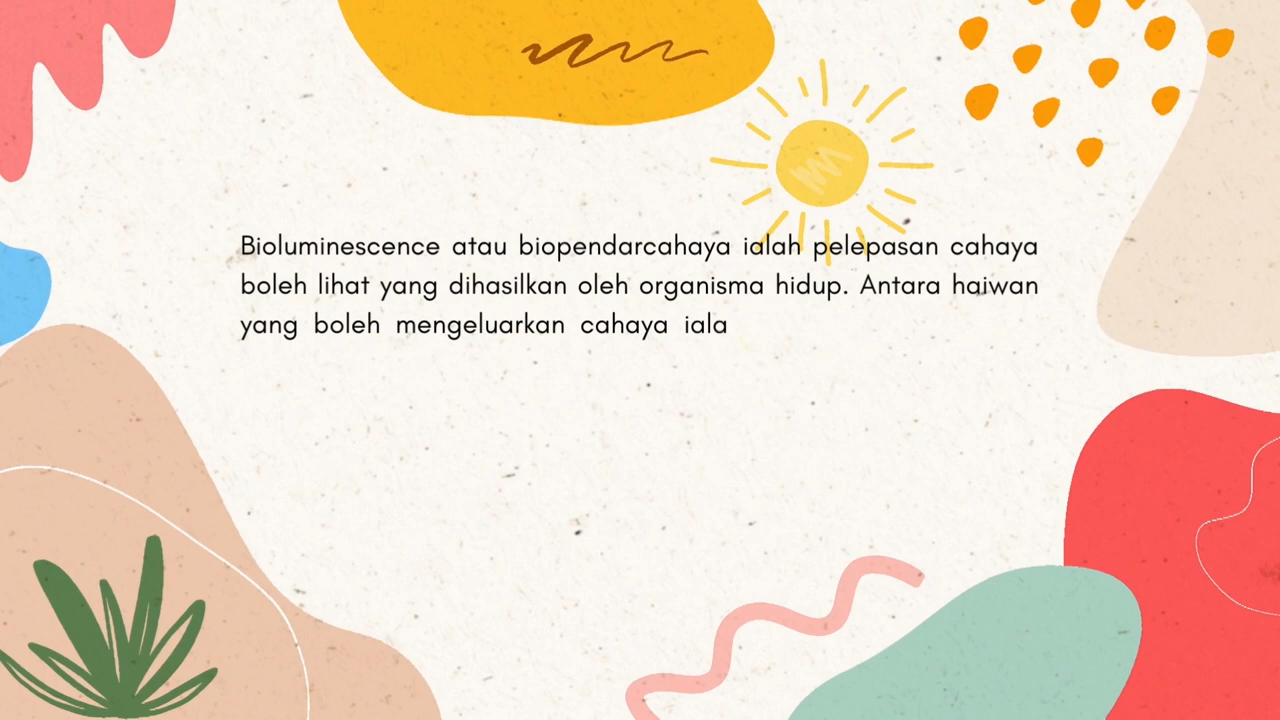 Bioluminescence atau biopendarcahaya ialah pelepasan cahaya
boleh lihat yang dihasilkan oleh organisma hidup. Antara haiwan
yang boleh mengeluarkan cahaya iala